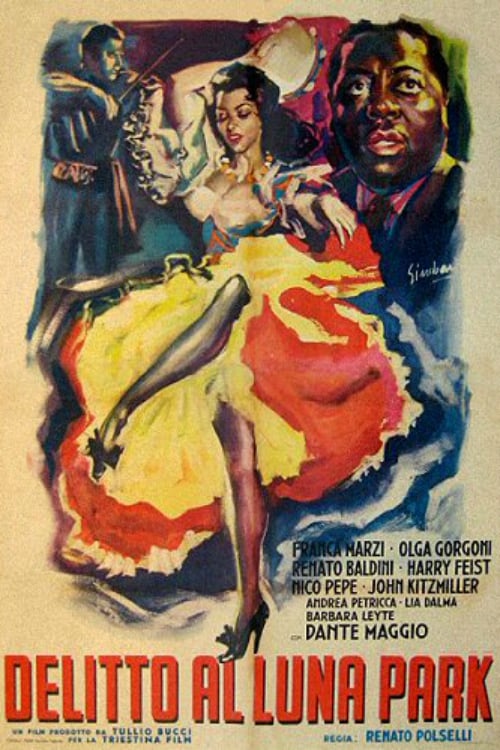 Simbari
FRANCA MARZI · OLGA GORGONI
RENATO BALDINI · HARRY FEIST
NICO PEPE · JOHN KITZMILLER
ANDREA PETRICCA · LIA DALMA
BARBARA LEYTE
CON DANTE MAGGIO
DELITTO AL LUNA PARK
UN FILM PRODOTTO DA TULLIO BUCCI
PER LA TRIESTINA FILM
REGIA: RENATO POLSELLI